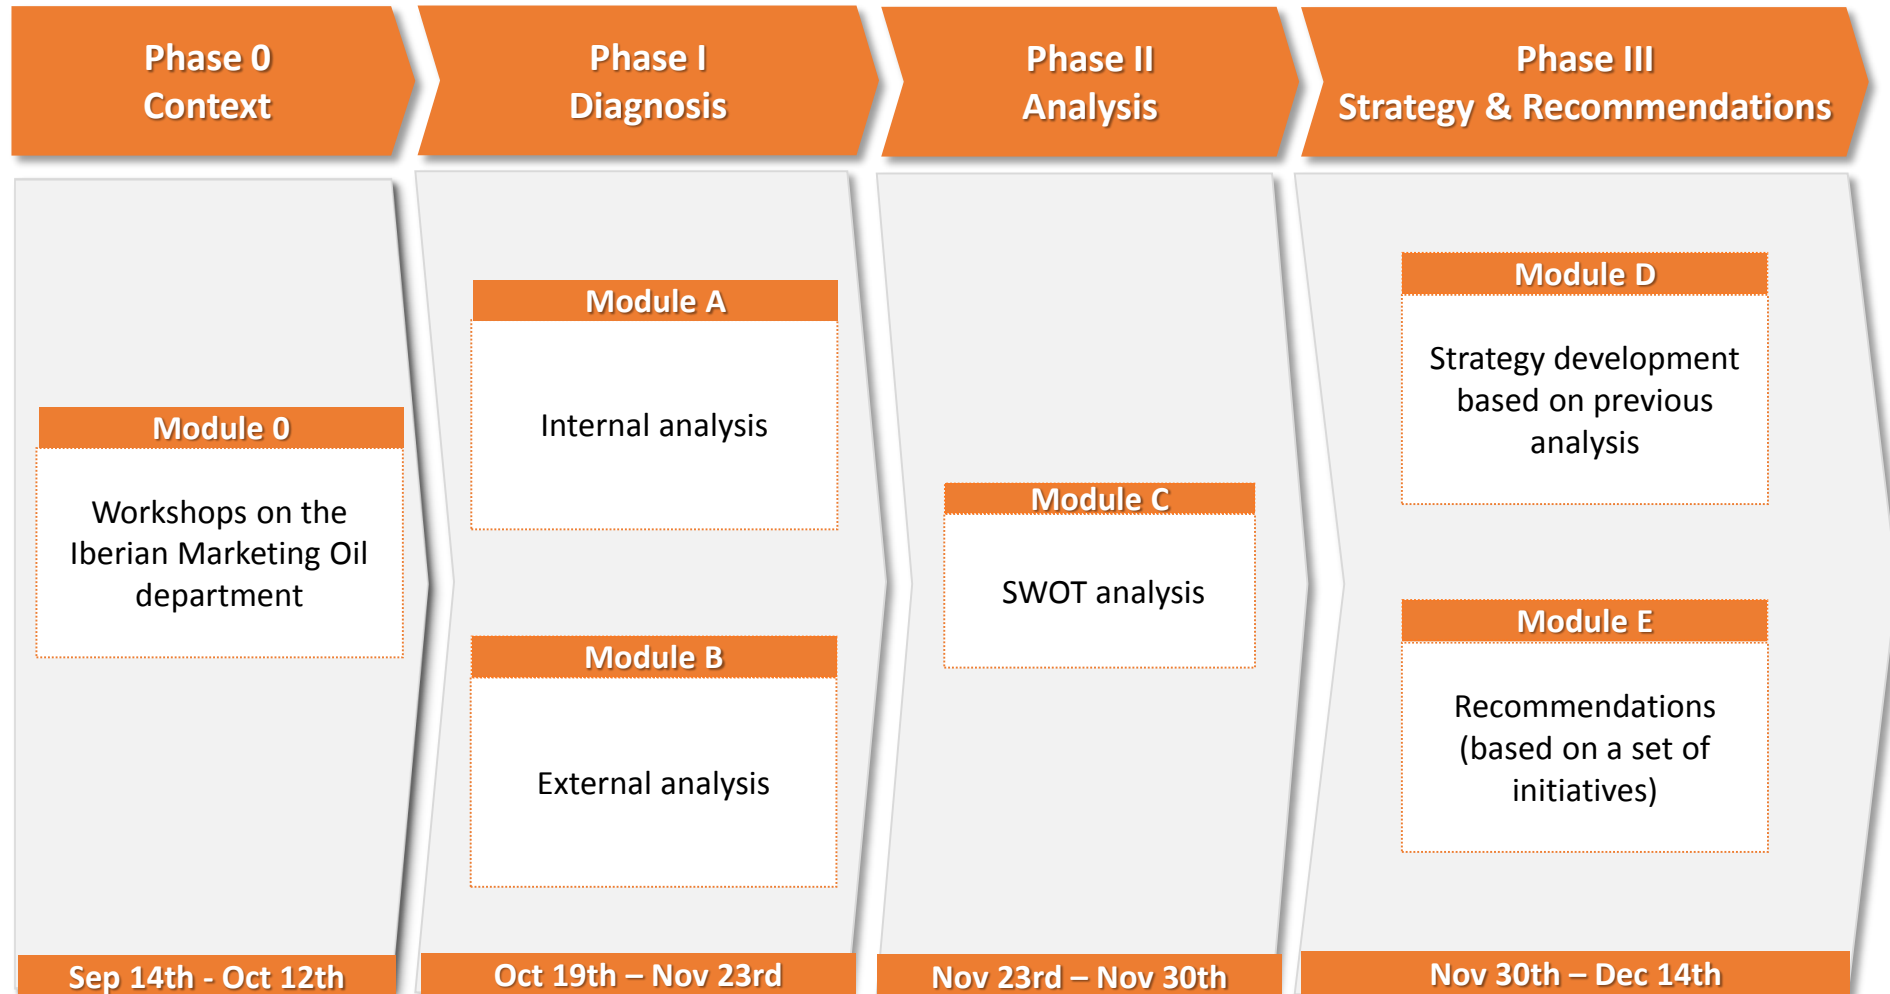 Phase 0
Context
Phase I
Diagnosis
Phase II
Analysis
Phase III
Strategy & Recommendations
Module 0
Workshops on the
Iberian Marketing Oil
department
Module A
Internal analysis
Module B
External analysis
Module C
SWOT analysis
Module D
Strategy development
based on previous
analysis
Module E
Recommendations
(based on a set of
initiatives)
Sep 14th - Oct 12th
Oct 19th – Nov 23rd
Nov 23rd – Nov 30th
Nov 30th – Dec 14th